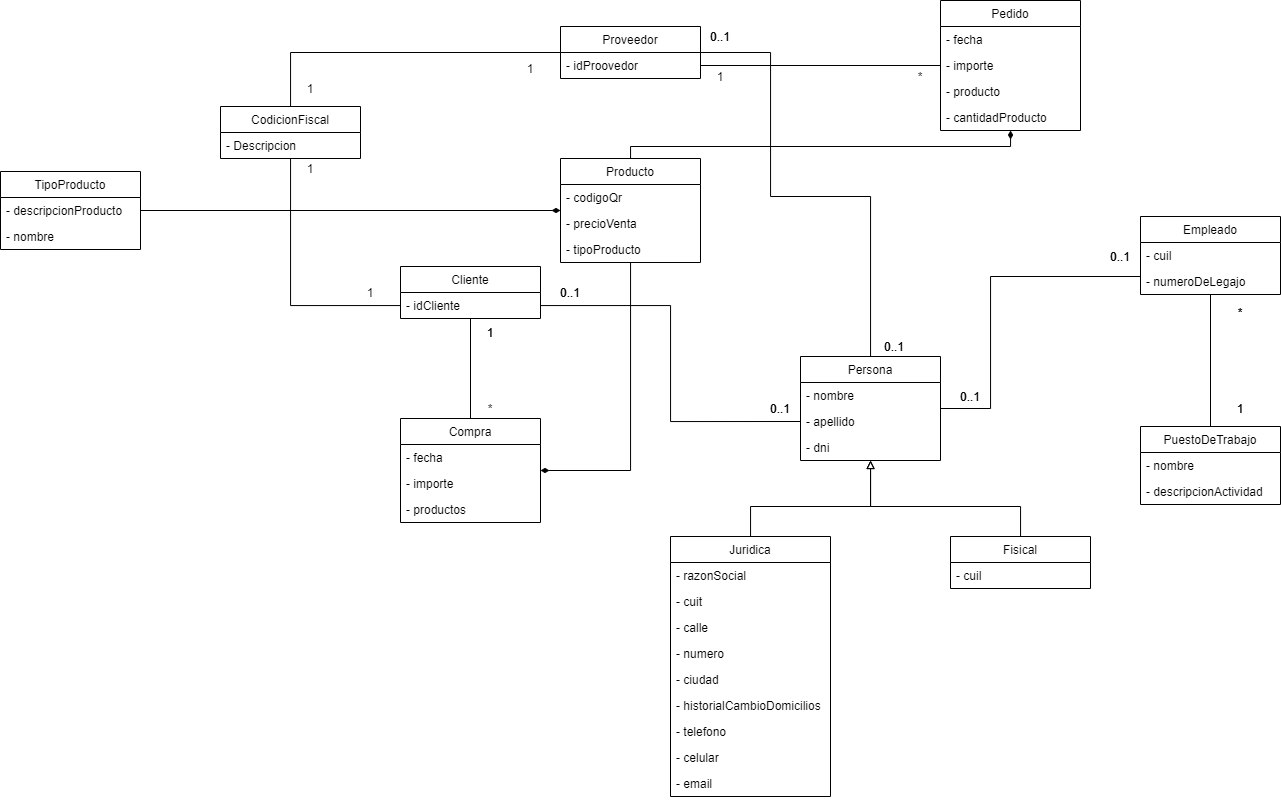 Pedido
- fecha
- importe
- producto
- cantidadProducto
Proveedor
- idProovedor
0..1
1
*
1
1
CodicionFiscal
- Descripcion
1
1
TipoProducto
- descripcionProducto
- nombre
Producto
- codigoQr
- precioVenta
- tipoProducto
Empleado
- cuil
- numeroDeLegajo
0..1
*
Cliente
- idCliente
0..1
1
*
Persona
- nombre
- apellido
- dni
0..1
0..1
0..1
1
PuestoDeTrabajo
- nombre
- descripcionActividad
Compra
- fecha
- importe
- productos
Juridica
- razonSocial
- cuit
- calle
- numero
- ciudad
- historialCambioDomicilios
- telefono
- celular
- email
Fisical
- cuil